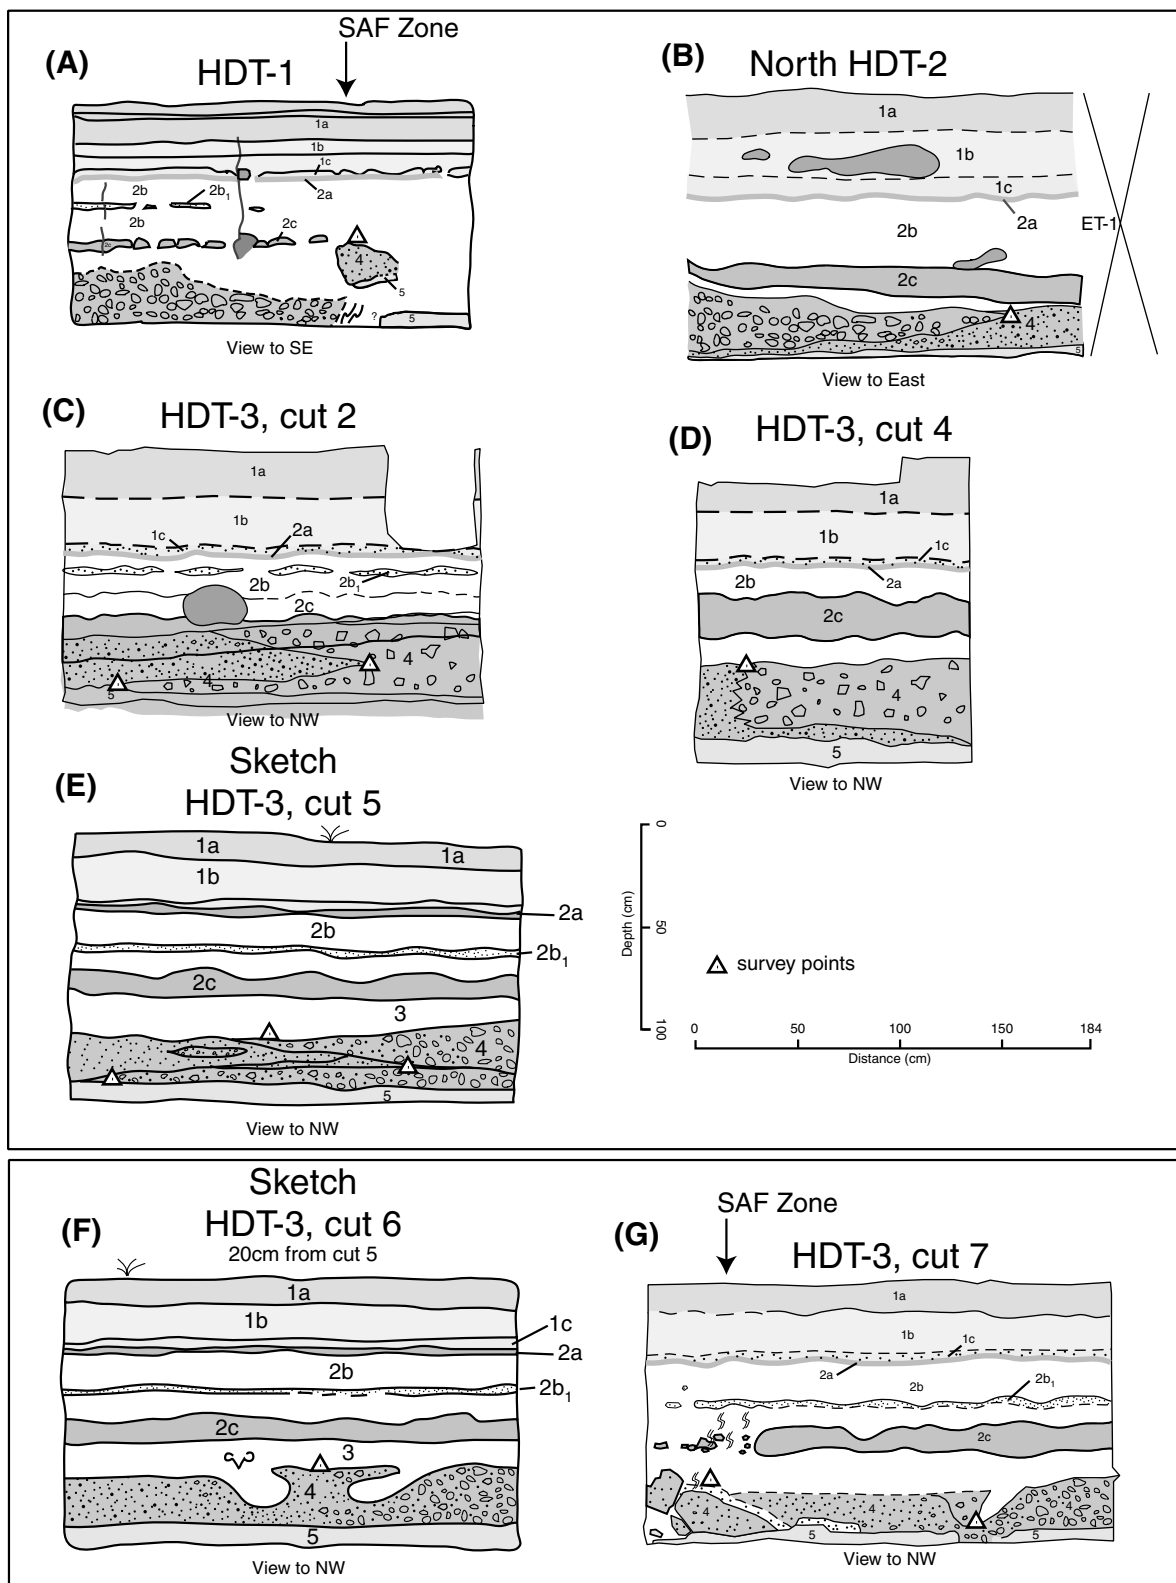 SAF Zone
(A)
HDT-1
1a
1b
1c
2a
2b
2b1
2b
2c
2c
4
5
?
5
View to SE
(B)
North HDT-2
1a
1b
1c
2a
2b
2c
4
5
ET-1
View to East
(C)
HDT-3, cut 2
1a
1b
1c
2a
2b
2b1
2c
4
4
5
View to NW
(D)
HDT-3, cut 4
1a
1b
1c
2a
2b
2c
4
5
View to NW
Sketch
(E)
HDT-3, cut 5
1a
1a
1b
2a
2b
2b1
2c
3
4
5
View to NW
0
50
100
Depth (cm)
survey points
0 50 100 150 184
Distance (cm)
Sketch
(F)
HDT-3, cut 6
20cm from cut 5
1a
1b
1c
2a
2b
2b1
2c
3
4
5
View to NW
SAF Zone
(G)
HDT-3, cut 7
1a
1b
1c
2a
2b
2b1
2c
4
4
4
5
5
View to NW